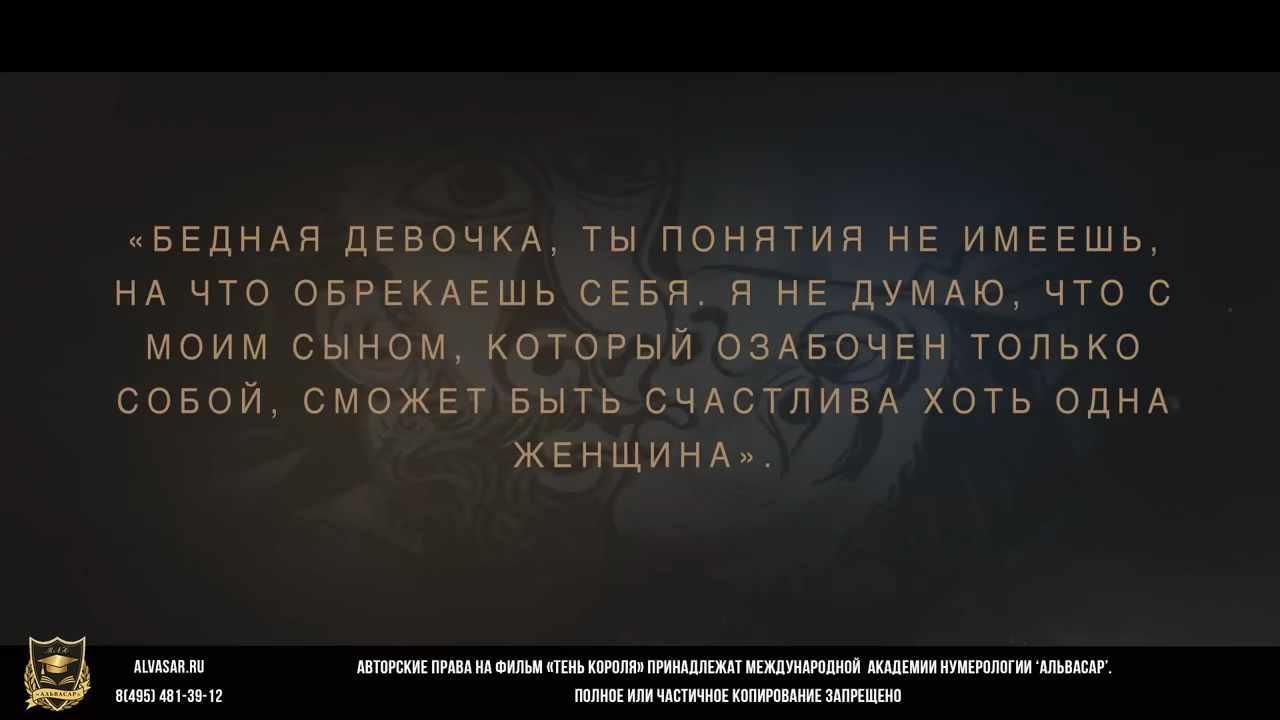 «БЕДНАЯ ДЕВОЧКА, ТЫ ПОНЯТИЯ НЕ ИМЕЕШЬ,
НА ЧТО ОБРЕКАЕШЬ СЕБЯ. Я НЕ ДУМАЮ, ЧТО С
МОИМ СЫНОМ, КОТОРЫЙ ОЗАБОЧЕН ТОЛЬКО
СОБОЙ, СМОЖЕТ БЫТЬ СЧАСТЛИВА ХОТЬ ОДНА
ЖЕНЩИНА».
МАН
АЛЬВАСАР
ALVASAR.RU
8(495) 481-39-12
АВТОРСКИЕ ПРАВА НА ФИЛЬМ «ТЕНЬ КОРОЛЯ» ПРИНАДЛЕЖАТ МЕЖДУНАРОДНОЙ АКАДЕМИИ НУМЕРОЛОГИИ ‘АЛЬВАСАР’.
ПОЛНОЕ ИЛИ ЧАСТИЧНОЕ КОПИРОВАНИЕ ЗАПРЕЩЕНО